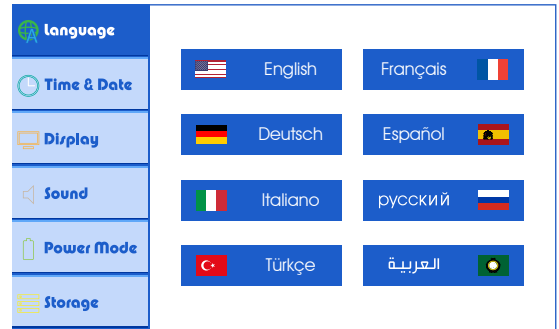 Language
Time & Date
Display
Sound
Power Mode
Storage
English
Français
Deutsch
Español
Italiano
русский
Türkçe
العربية